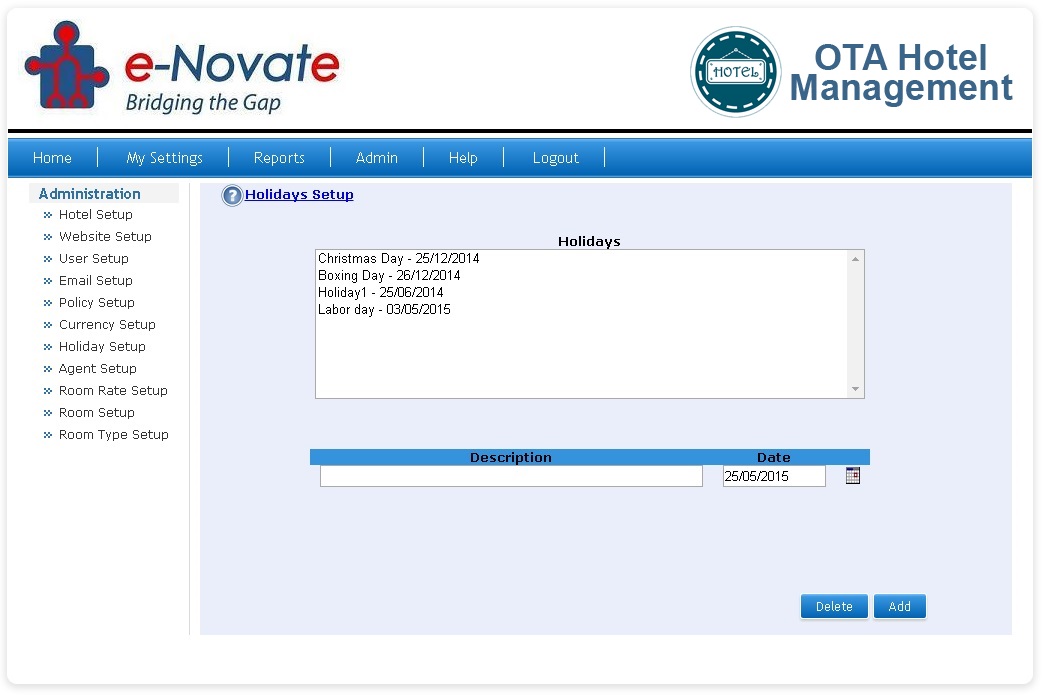 e-Novate
Bridging the Gap
HOTEL
OTA Hotel
Management
Home My Settings Reports Admin Help Logout
Administration
Hotel Setup
Website Setup
User Setup
Email Setup
Policy Setup
Currency Setup
Holiday Setup
Agent Setup
Room Rate Setup
Room Setup
Room Type Setup
? Holidays Setup
Holidays
Christmas Day - 25/12/2014
Boxing Day - 26/12/2014
Holiday1 - 25/06/2014
Labor day - 03/05/2015
Description Date
25/05/2015
Delete Add